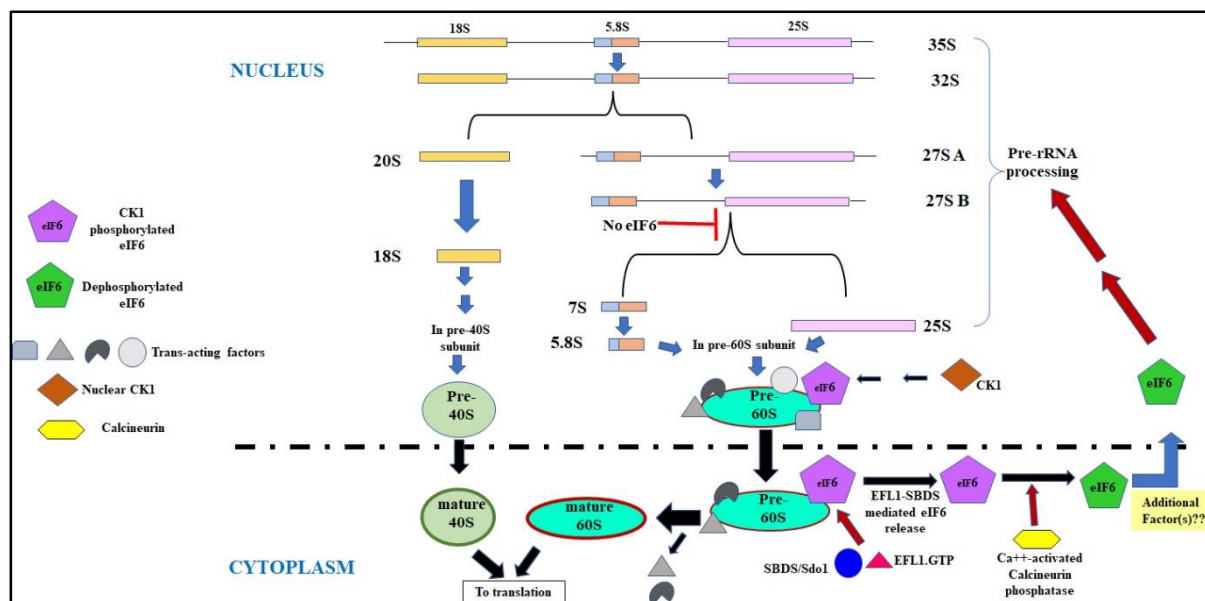 18S
5.8S
25S
35S
NUCLEUS
32S
20S
27S A
Pre-rRNA
processing
27S B
No eIF6
eIF6
CK1
phosphorylated
eIF6
18S
eIF6
Dephosphorylated
eIF6
7S
25S
In pre-40S
subunit
5.8S
In pre-60S subunit
Trans-acting factors
eIF6
CK1
eIF6
Nuclear CK1
Pre-
40S
Pre-
60S
Calcineurin
eIF6
eIF6
eIF6
EFL1-SBDS
mediated eIF6
release
mature
40S
mature
60S
Pre-
60S
Additional
Factor(s)??
CYTOPLASM
SBDS/Sdo1
EFL1.GTP
Ca++-activated
Calcineurin
phosphatase
To translation